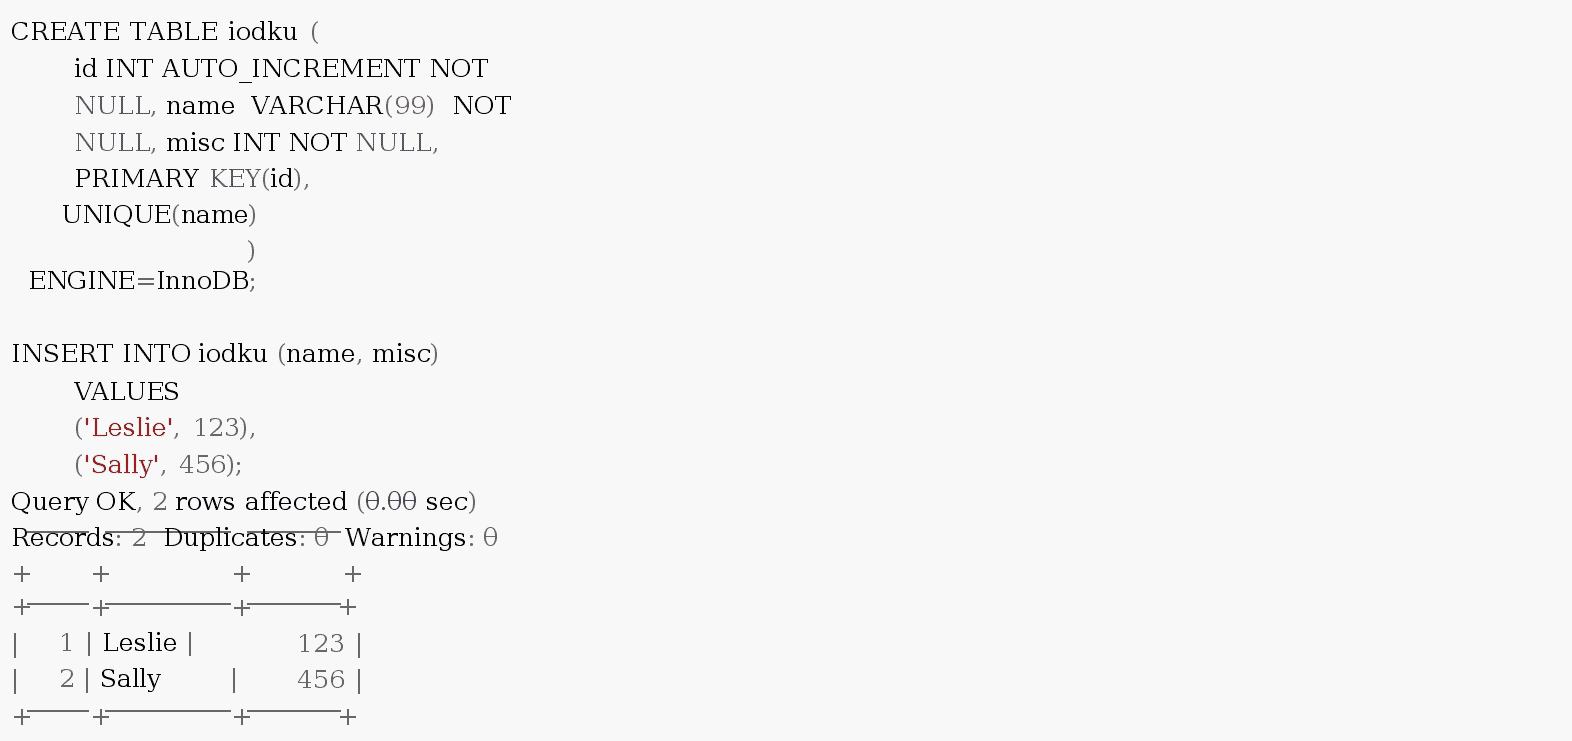 CREATE TABLE iodku (
id INT AUTO_INCREMENT NOT
NULL, name VARCHAR(99) NOT
NULL, misc INT NOT NULL,
PRIMARY KEY(id),
UNIQUE(name)
)
ENGINE=InnoDB;
INSERT INTO iodku (name, misc)
VALUES
('Leslie', 123),
('Sally', 456);
Query OK, 2 rows affected (0.00 sec)
Records: 2 Duplicates: 0 Warnings: 0
+ + + +
+ + + +
| 1 | Leslie | 123 |
| 2 | Sally | 456 |
+ + + +